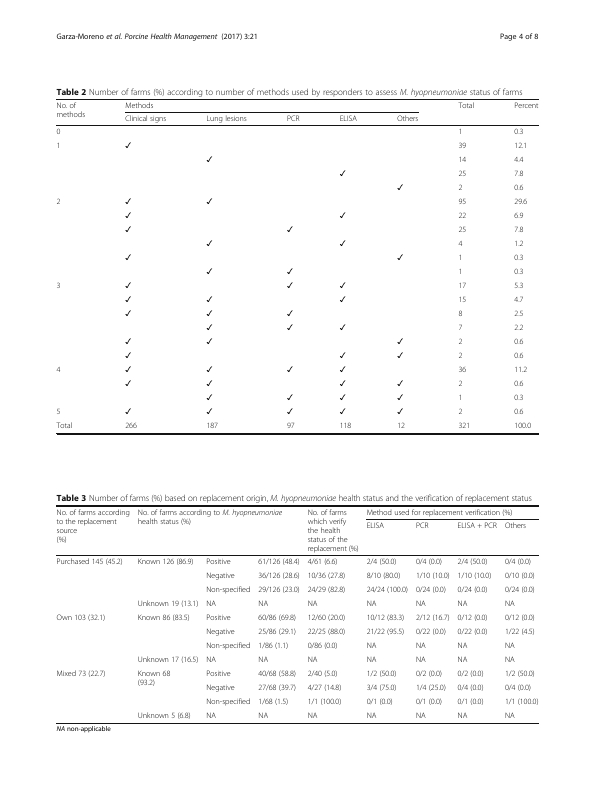 Garza-Moreno et al. Porcine Health Management (2017) 3:21 Page 4 of 8
Table 2 Number of farms (%) according to number of methods used by responders to assess M. hyopneumoniae status of farms
No. of methods Methods Total Percent
Clinical signs Lung lesions PCR ELISA Others
0 1 0.3
1 ✓ 39 12.1
✓ 14 4.4
✓ 25 7.8
✓ 2 0.6
2 ✓ ✓ 95 29.6
✓ ✓ 22 6.9
✓ ✓ 25 7.8
✓ ✓ 4 1.2
✓ ✓ 1 0.3
✓ ✓ 1 0.3
3 ✓ ✓ ✓ 17 5.3
✓ ✓ ✓ 15 4.7
✓ ✓ ✓ 8 2.5
✓ ✓ ✓ 7 2.2
✓ ✓ ✓ 2 0.6
✓ ✓ ✓ 2 0.6
4 ✓ ✓ ✓ ✓ 36 11.2
✓ ✓ ✓ ✓ 2 0.6
✓ ✓ ✓ ✓ 1 0.3
5 ✓ ✓ ✓ ✓ ✓ 2 0.6
Total 266 187 97 118 12 321 100.0
Table 3 Number of farms (%) based on replacement origin, M. hyopneumoniae health status and the verification of replacement status
No. of farms according to the replacement source (%) No. of farms according to M. hyopneumoniae health status (%) No. of farms which verify the health status of the replacement (%) Method used for replacement verification (%)
ELISA PCR ELISA + PCR Others
Purchased 145 (45.2) Known 126 (86.9) Positive 61/126 (48.4) 4/61 (6.6) 2/4 (50.0) 0/4 (0.0) 2/4 (50.0) 0/4 (0.0)
Negative 36/126 (28.6) 10/36 (27.8) 8/10 (80.0) 1/10 (10.0) 1/10 (10.0) 0/10 (0.0)
Non-specified 29/126 (23.0) 24/29 (82.8) 24/24 (100.0) 0/24 (0.0) 0/24 (0.0) 0/24 (0.0)
Unknown 19 (13.1) NA NA NA NA NA NA NA
Own 103 (32.1) Known 86 (83.5) Positive 60/86 (69.8) 12/60 (20.0) 10/12 (83.3) 2/12 (16.7) 0/12 (0.0) 0/12 (0.0)
Negative 25/86 (29.1) 22/25 (88.0) 21/22 (95.5) 0/22 (0.0) 0/22 (0.0) 1/22 (4.5)
Non-specified 1/86 (1.1) 0/86 (0.0) NA NA NA NA
Unknown 17 (16.5) NA NA NA NA NA NA NA
Mixed 73 (22.7) Known 68 (93.2) Positive 40/68 (58.8) 2/40 (5.0) 1/2 (50.0) 0/2 (0.0) 0/2 (0.0) 1/2 (50.0)
Negative 27/68 (39.7) 4/27 (14.8) 3/4 (75.0) 1/4 (25.0) 0/4 (0.0) 0/4 (0.0)
Non-specified 1/68 (1.5) 1/1 (100.0) 0/1 (0.0) 0/1 (0.0) 0/1 (0.0) 1/1 (100.0)
Unknown 5 (6.8) NA NA NA NA NA NA NA
NA non-applicable